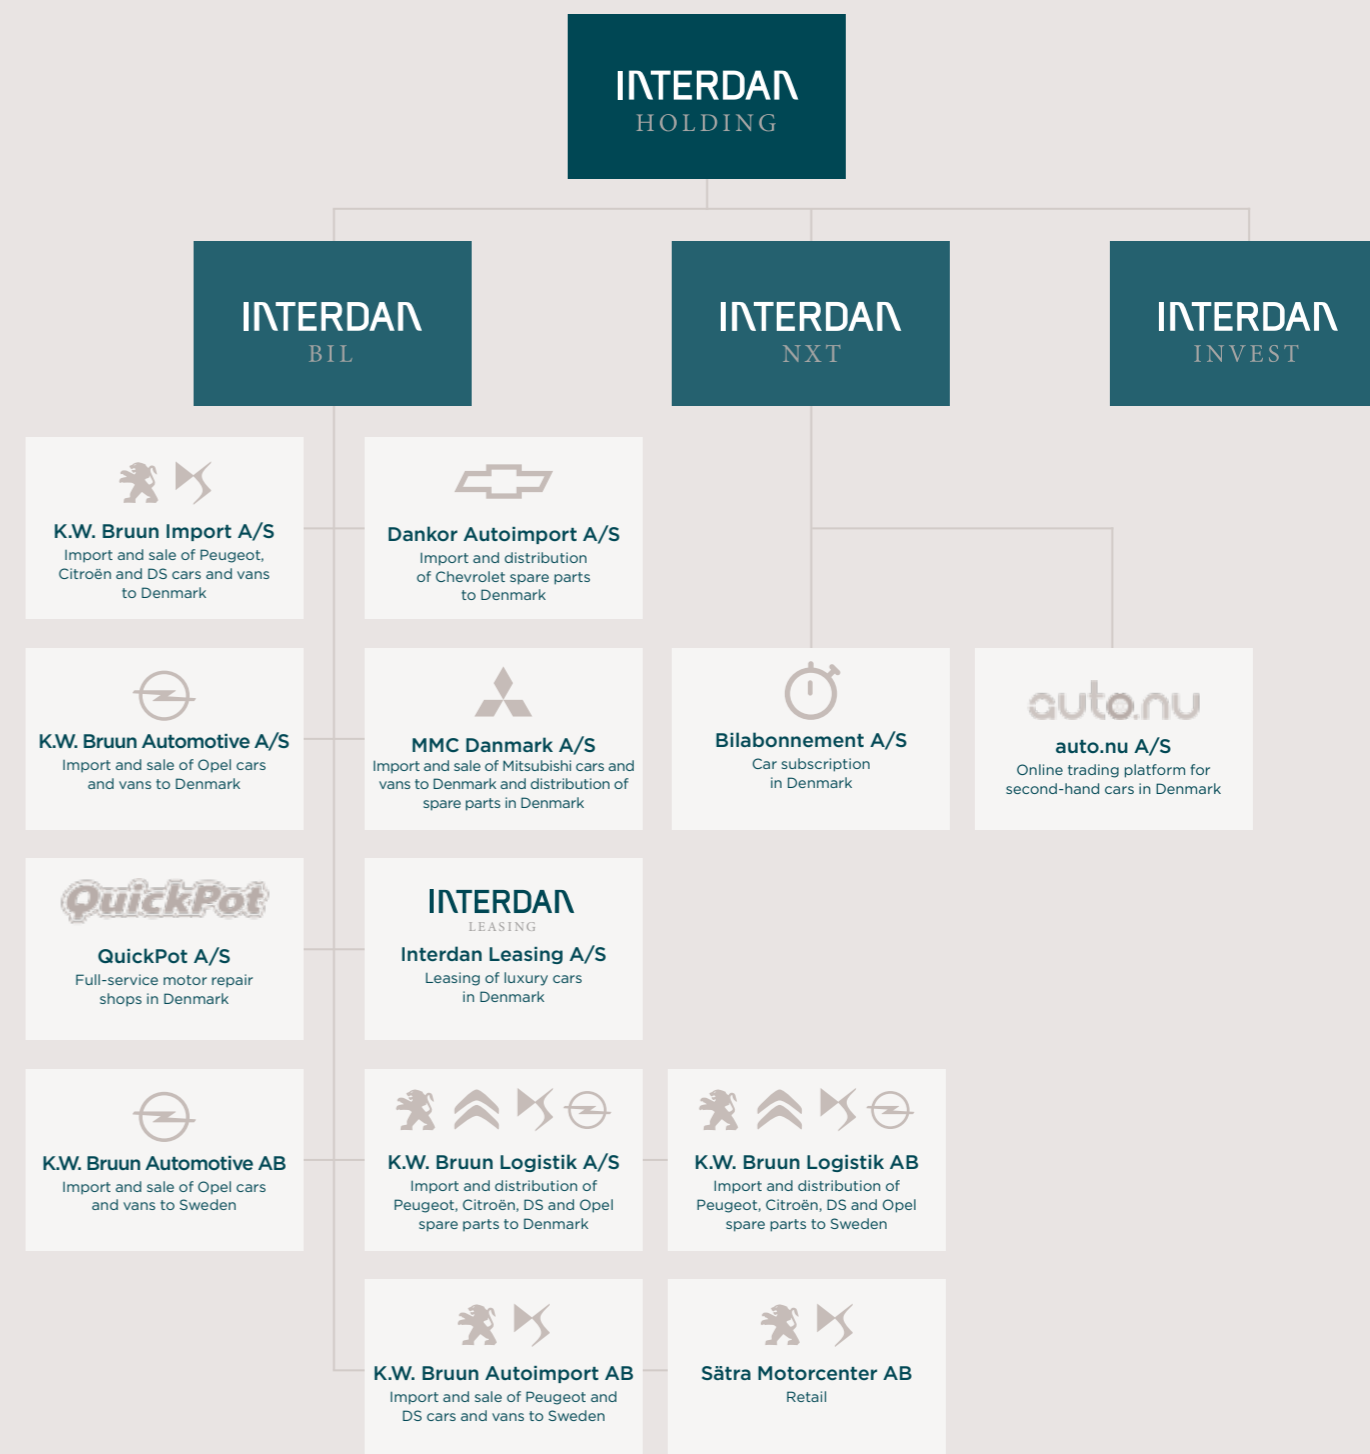 INTERDAN
HOLDING
INTERDAN
BIL
INTERDAN
NXT
INTERDAN
INVEST
K.W. Bruun Import A/S
Import and sale of Peugeot,
Citroën and DS cars and vans
to Denmark
Dankor Autoimport A/S
Import and distribution
of Chevrolet spare parts
to Denmark
K.W. Bruun Automotive A/S
Import and sale of Opel cars
and vans to Denmark
MMC Danmark A/S
Import and sale of Mitsubishi cars and
vans to Denmark and distribution of
spare parts in Denmark
Bilabonnement A/S
Car subscription
in Denmark
auto.nu
auto.nu A/S
Online trading platform for
second-hand cars in Denmark
QuickPot
QuickPot A/S
Full-service motor repair
shops in Denmark
INTERDAN
LEASING
Interdan Leasing A/S
Leasing of luxury cars
in Denmark
K.W. Bruun Automotive AB
Import and sale of Opel cars
and vans to Sweden
K.W. Bruun Logistik A/S
Import and distribution of
Peugeot, Citroën, DS and Opel
spare parts to Denmark
K.W. Bruun Logistik AB
Import and distribution of
Peugeot, Citroën, DS and Opel
spare parts to Sweden
K.W. Bruun Autoimport AB
Import and sale of Peugeot and
DS cars and vans to Sweden
Sätra Motorcenter AB
Retail